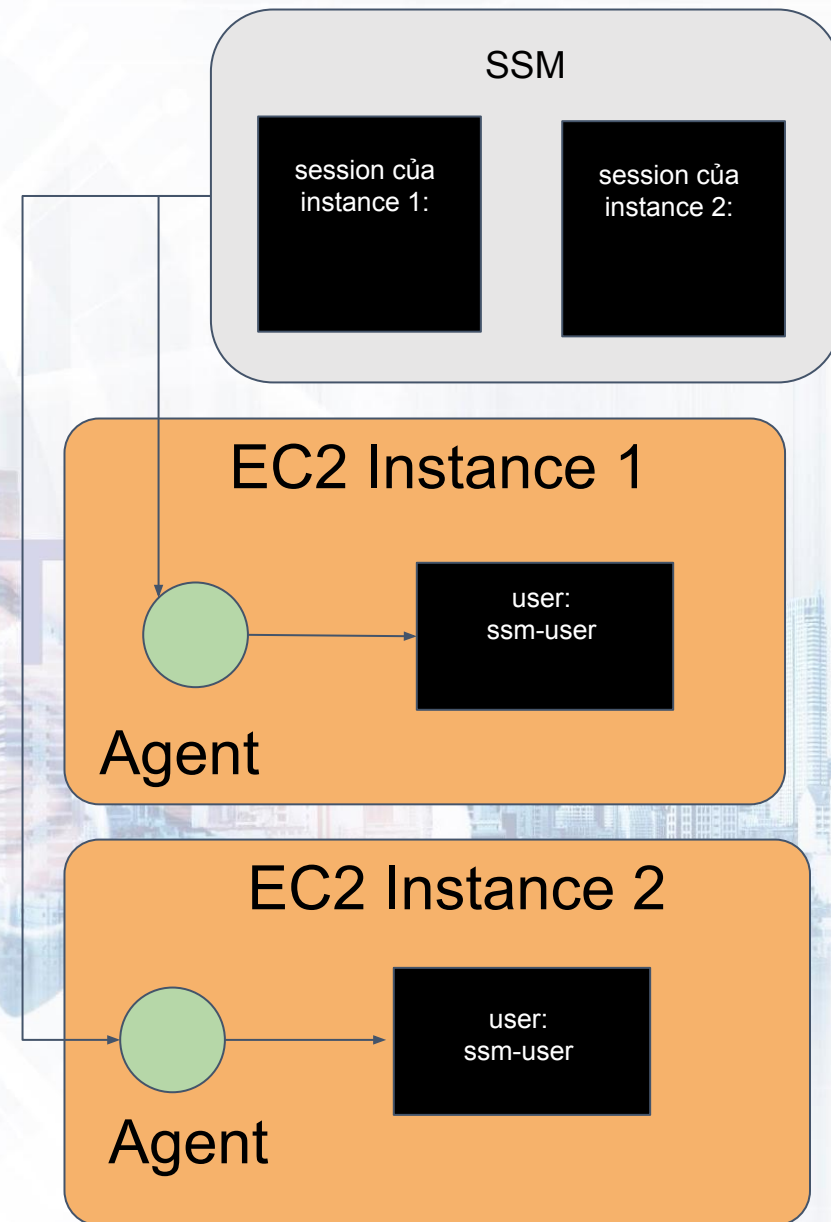 SSM
session của
instance 1:
session của
instance 2:
EC2 Instance 1
user:
ssm-user
Agent
EC2 Instance 2
user:
ssm-user
Agent